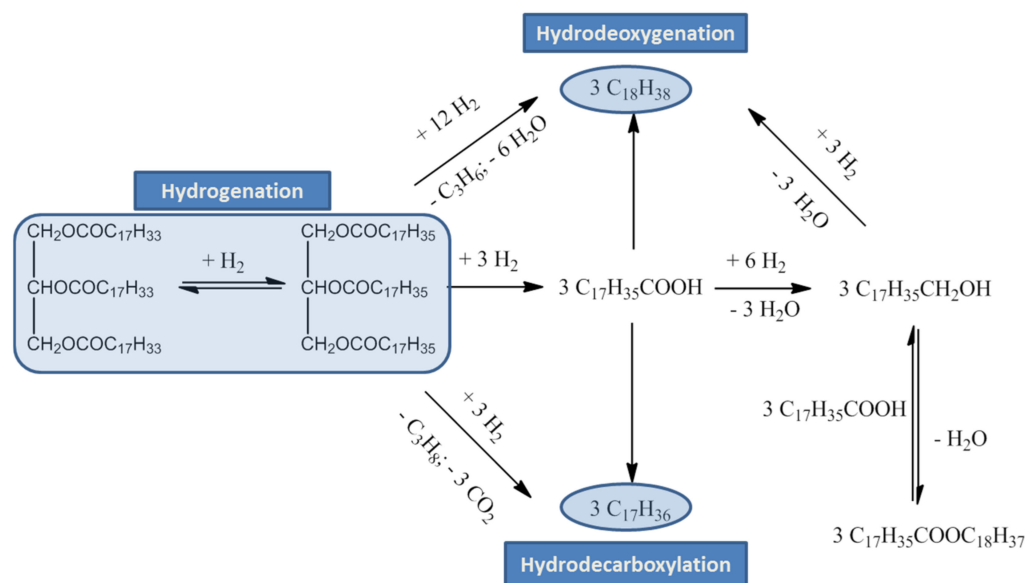 Hydrodeoxygenation
3 C₁₈H₃₈
+ 12 H₂
- C₃H₆; - 6 H₂O
+ 3 H₂
- 3 H₂O
Hydrogenation
CH₂OCOC₁₇H₃₃
CHOCOC₁₇H₃₃
CH₂OCOC₁₇H₃₃
+ H₂
CH₂OCOC₁₇H₃₅
CHOCOC₁₇H₃₅
CH₂OCOC₁₇H₃₅
+ 3 H₂
3 C₁₇H₃₅COOH
+ 6 H₂
- 3 H₂O
3 C₁₇H₃₅CH₂OH
+ 3 H₂
- C₃H₈; - 3 CO₂
3 C₁₇H₃₅COOH
- H₂O
3 C₁₇H₃₆
3 C₁₇H₃₅COOC₁₈H₃₇
Hydrodecarboxylation